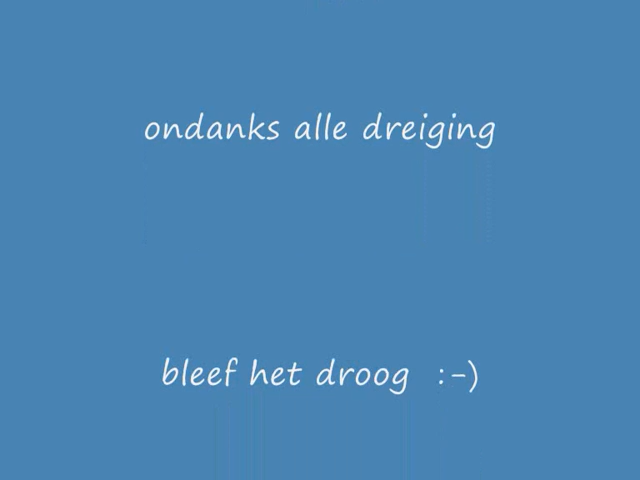 ondanks alle dreiging
bleef het droog :-)